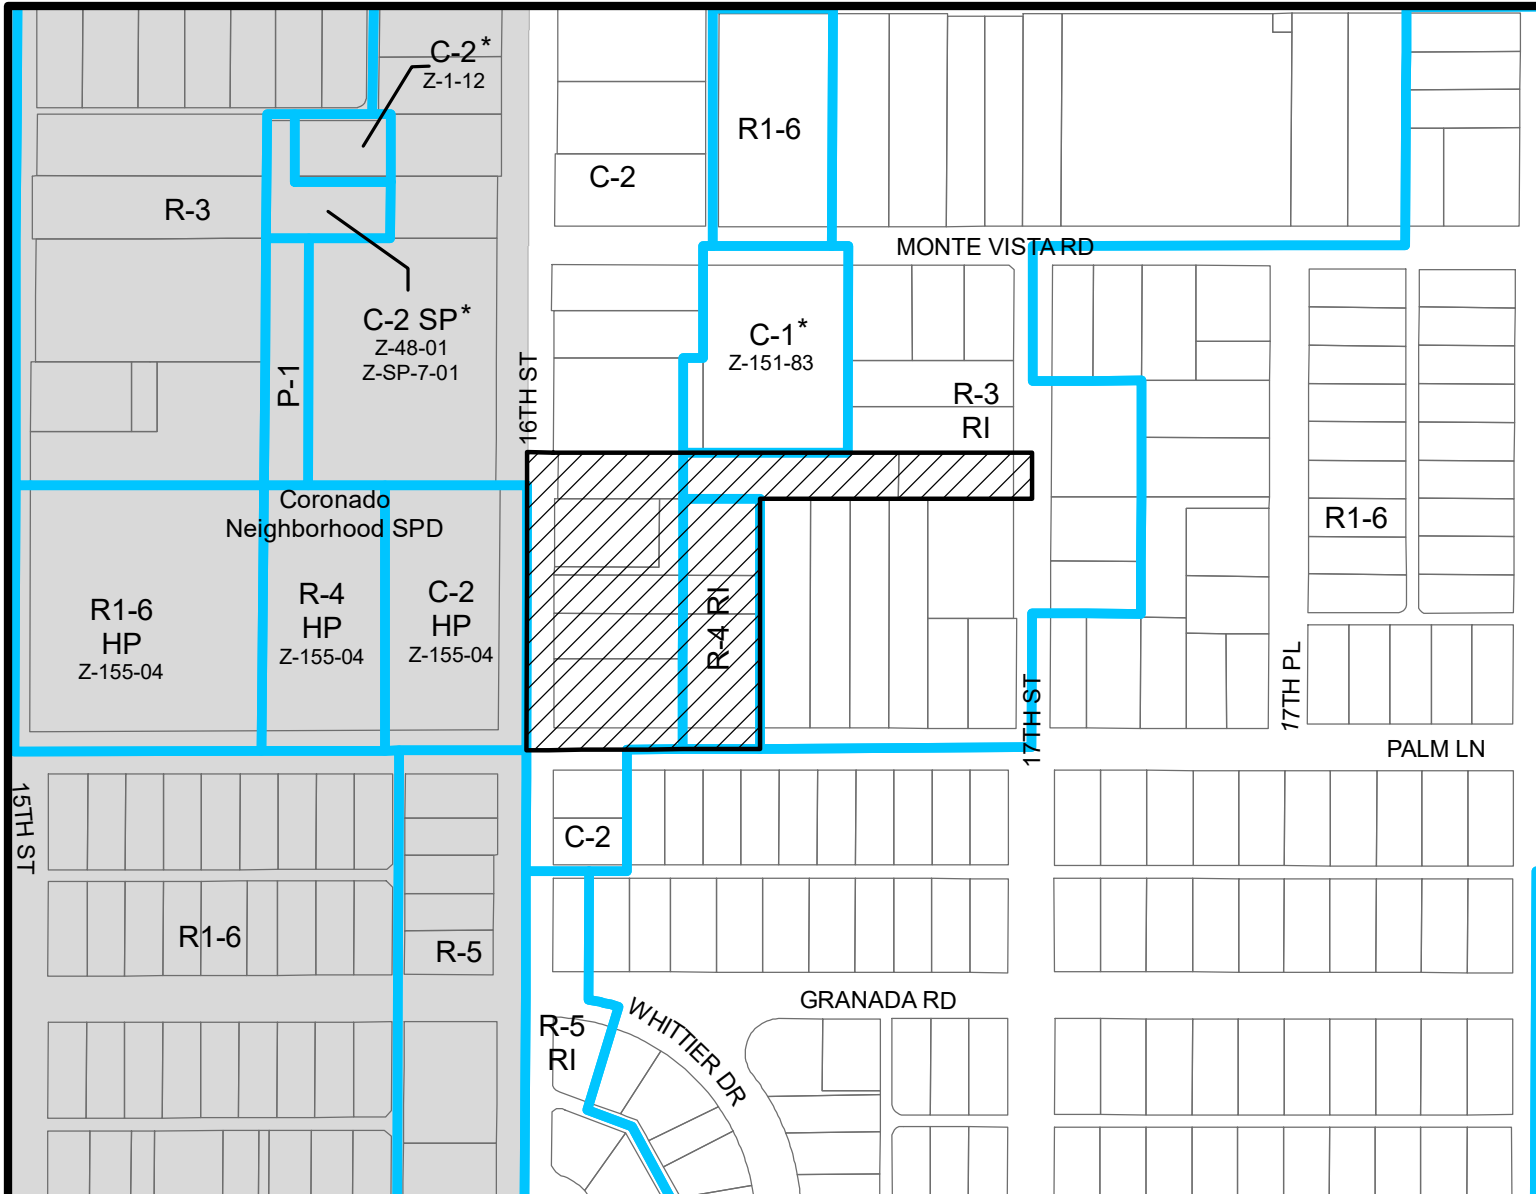 C-2*
Z-1-12
R1-6
C-2
R-3
MONTE VISTA RD
C-2 SP*
Z-48-01
Z-SP-7-01
P-1
16TH ST
C-1*
Z-151-83
R-3
RI
Coronado
Neighborhood SPD
R1-6
R1-6
HP
Z-155-04
R-4
HP
Z-155-04
C-2
HP
Z-155-04
R-4 RI
17TH ST
17TH PL
PALM LN
15TH ST
C-2
R1-6
R-5
GRANADA RD
WHITTIER DR
R-5
RI